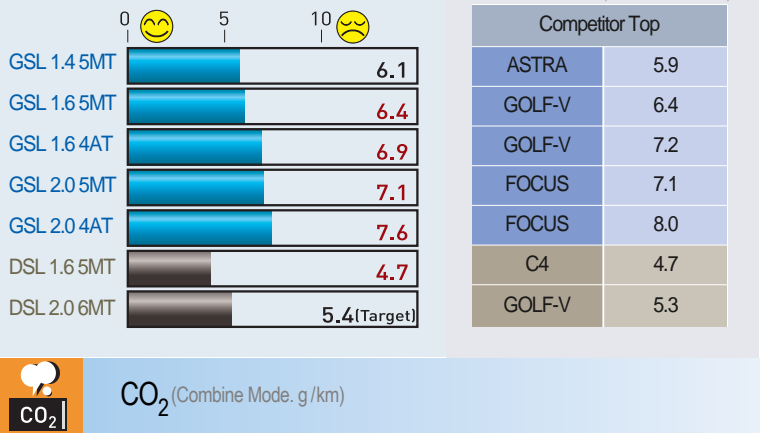 0 5 10
GSL 1.4 5MT 6.1
GSL 1.6 5MT 6.4
GSL 1.6 4AT 6.9
GSL 2.0 5MT 7.1
GSL 2.0 4AT 7.6
DSL 1.6 5MT 4.7
DSL 2.0 6MT 5.4(Target)
Competitor Top
ASTRA 5.9
GOLF-V 6.4
GOLF-V 7.2
FOCUS 7.1
FOCUS 8.0
C4 4.7
GOLF-V 5.3
CO₂
CO₂ (Combine Mode. g /km)